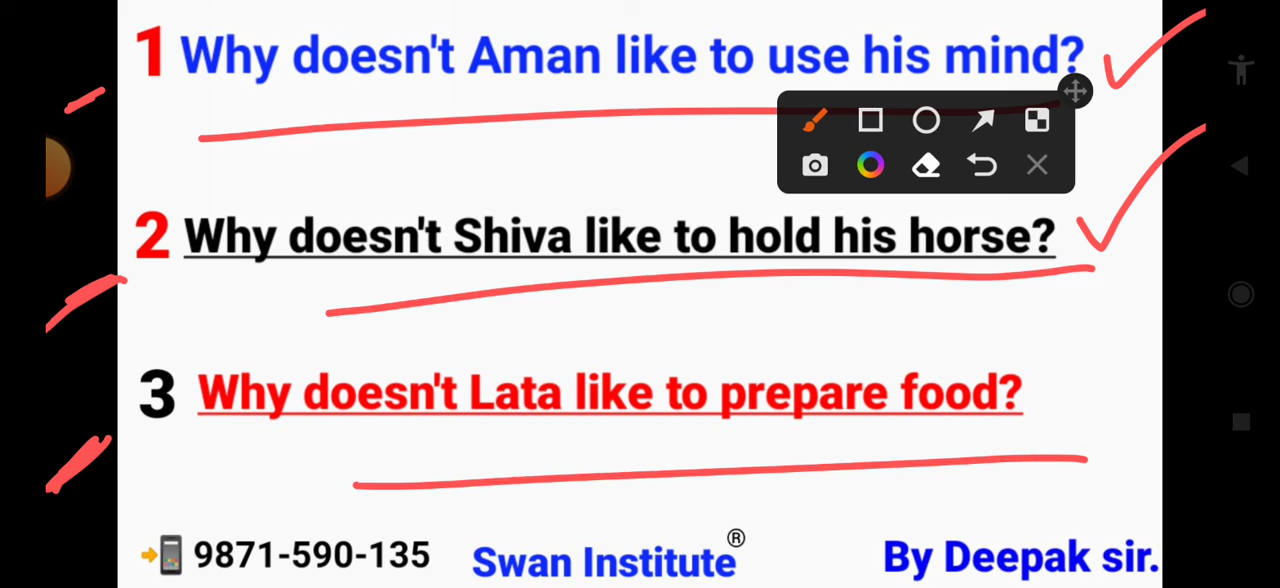 1 Why doesn't Aman like to use his mind?
2 Why doesn't Shiva like to hold his horse?
3 Why doesn't Lata like to prepare food?
9871-590-135 Swan Institute® By Deepak sir.